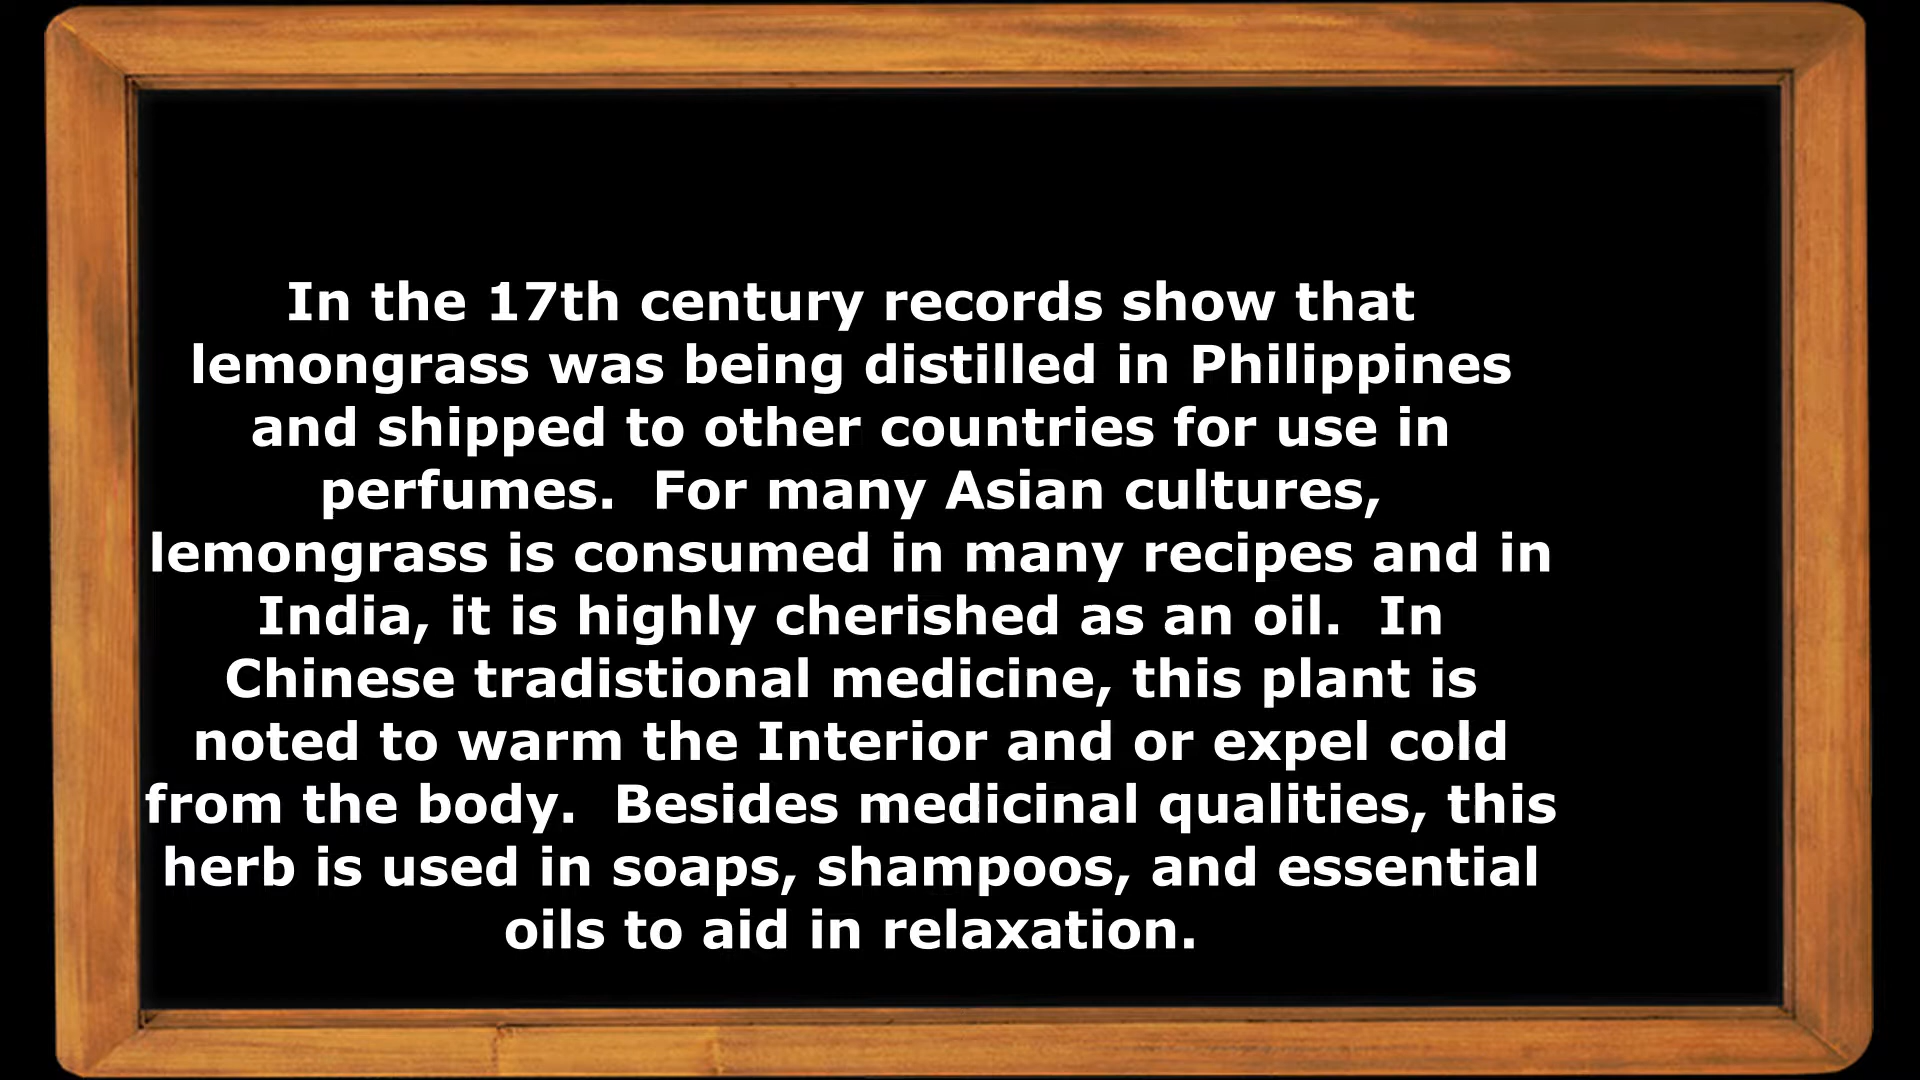 In the 17th century records show that
lemongrass was being distilled in Philippines
and shipped to other countries for use in
perfumes.  For many Asian cultures,
lemongrass is consumed in many recipes and in
India, it is highly cherished as an oil.  In
Chinese tradistional medicine, this plant is
noted to warm the Interior and or expel cold
from the body.  Besides medicinal qualities, this
herb is used in soaps, shampoos, and essential
oils to aid in relaxation.